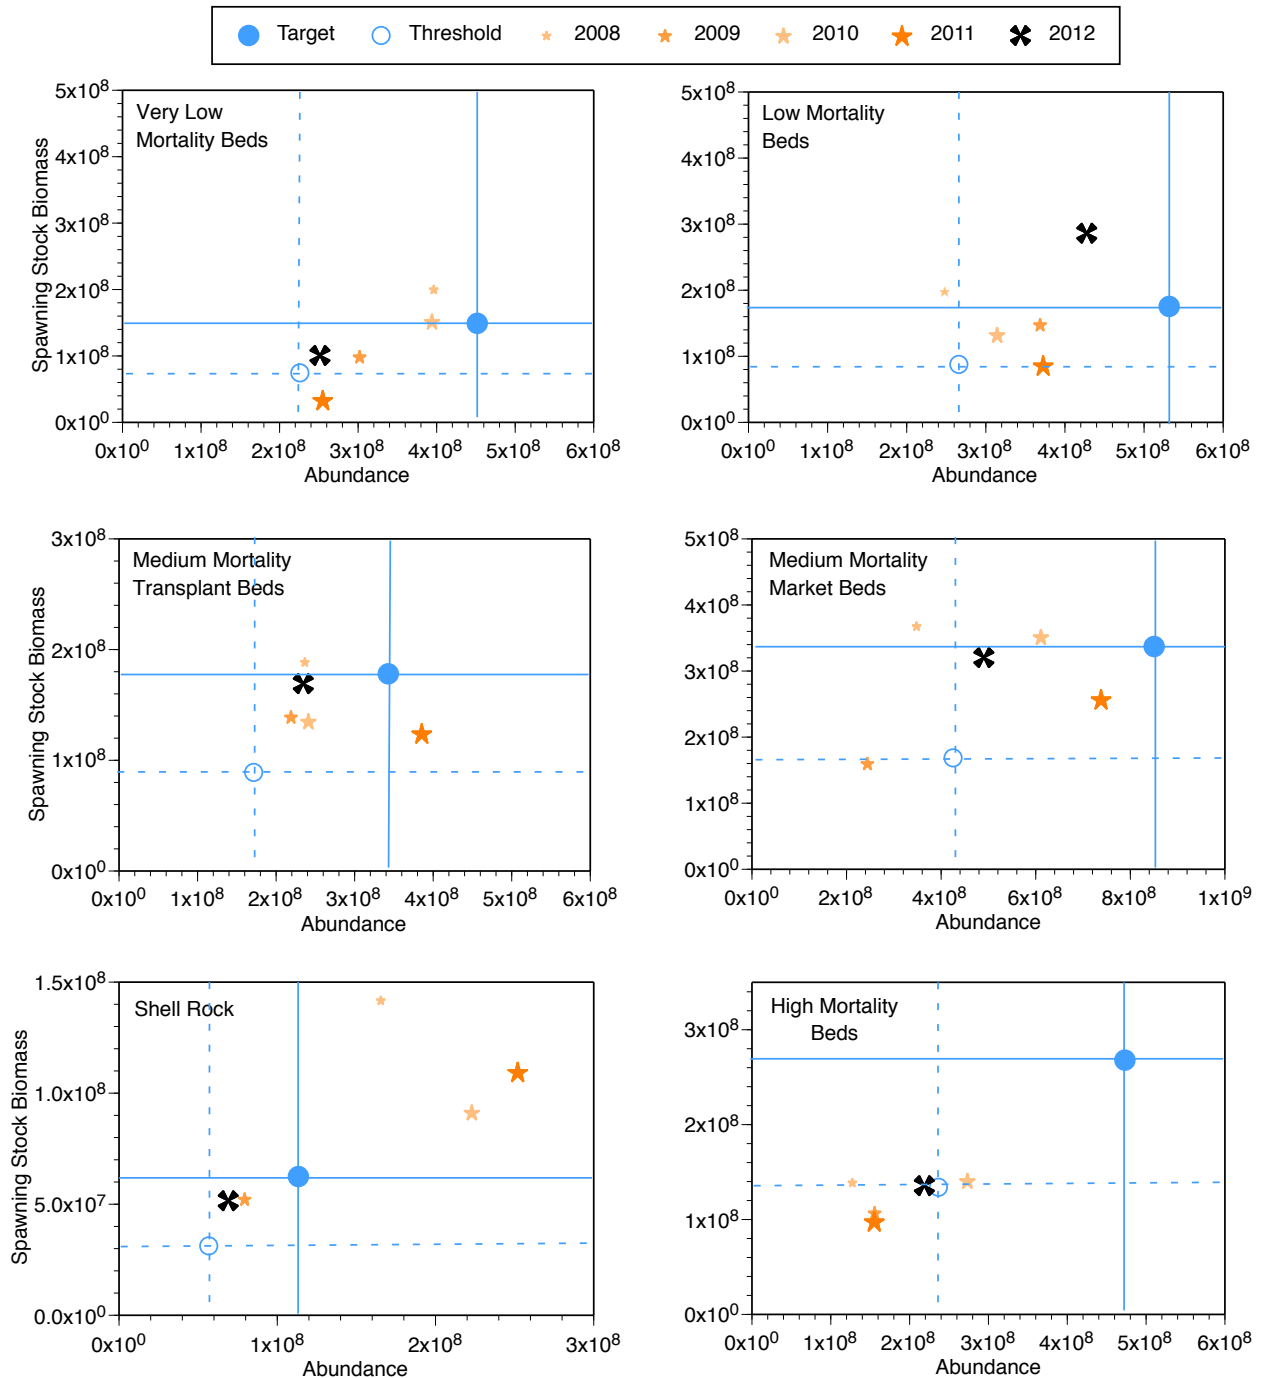 Target Threshold 2008 2009 2010 2011 2012
Very Low
Mortality Beds
Spawning Stock Biomass
5x10⁸
4x10⁸
3x10⁸
2x10⁸
1x10⁸
0x10⁰
0x10⁰ 1x10⁸ 2x10⁸ 3x10⁸ 4x10⁸ 5x10⁸ 6x10⁸
Abundance
Low Mortality
Beds
5x10⁸
4x10⁸
3x10⁸
2x10⁸
1x10⁸
0x10⁰
0x10⁰ 1x10⁸ 2x10⁸ 3x10⁸ 4x10⁸ 5x10⁸ 6x10⁸
Abundance
Medium Mortality
Transplant Beds
Spawning Stock Biomass
3x10⁸
2x10⁸
1x10⁸
0x10⁰
0x10⁰ 1x10⁸ 2x10⁸ 3x10⁸ 4x10⁸ 5x10⁸ 6x10⁸
Abundance
Medium Mortality
Market Beds
5x10⁸
4x10⁸
3x10⁸
2x10⁸
1x10⁸
0x10⁰
0x10⁰ 2x10⁸ 4x10⁸ 6x10⁸ 8x10⁸ 1x10⁹
Abundance
Shell Rock
Spawning Stock Biomass
1.5x10⁸
1.0x10⁸
5.0x10⁷
0.0x10⁰
0x10⁰ 1x10⁸ 2x10⁸ 3x10⁸
Abundance
High Mortality
Beds
3x10⁸
2x10⁸
1x10⁸
0x10⁰
0x10⁰ 1x10⁸ 2x10⁸ 3x10⁸ 4x10⁸ 5x10⁸ 6x10⁸
Abundance